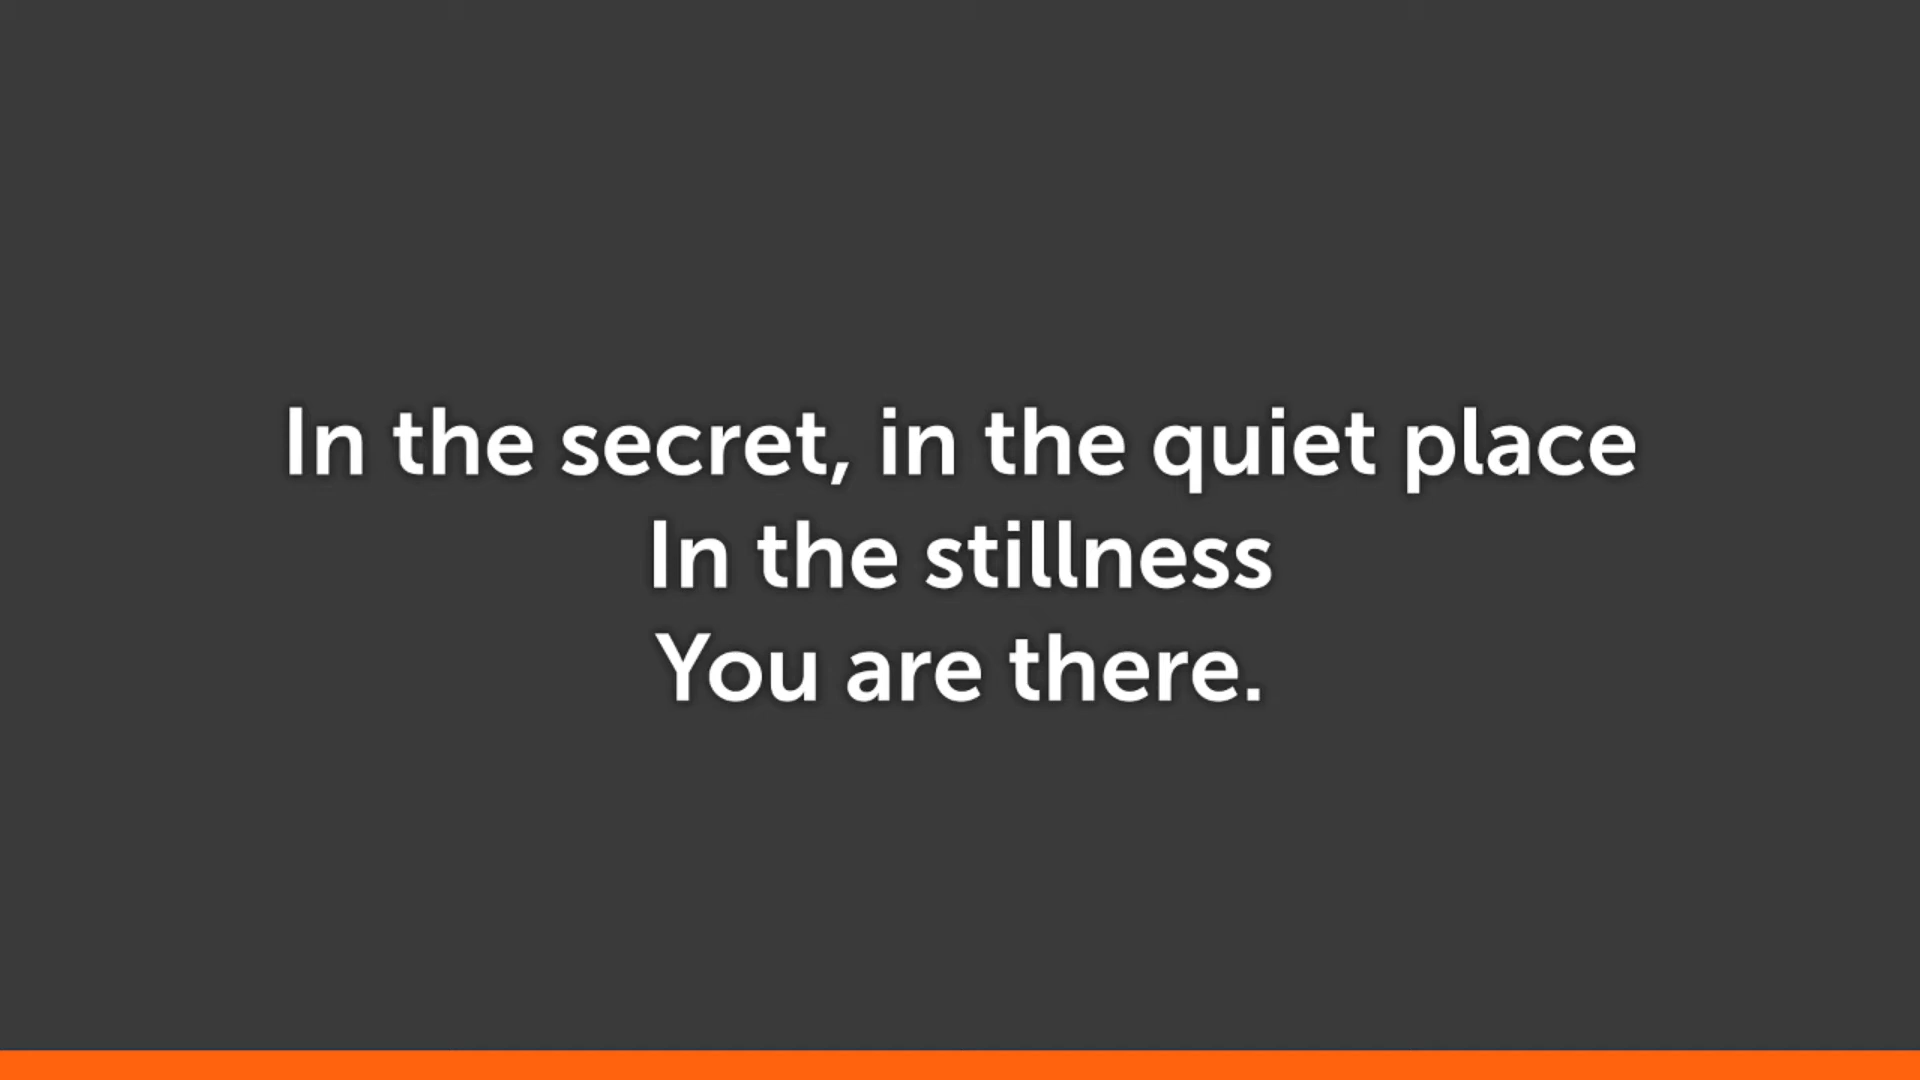 In the secret, in the quiet place
In the stillness
You are there.